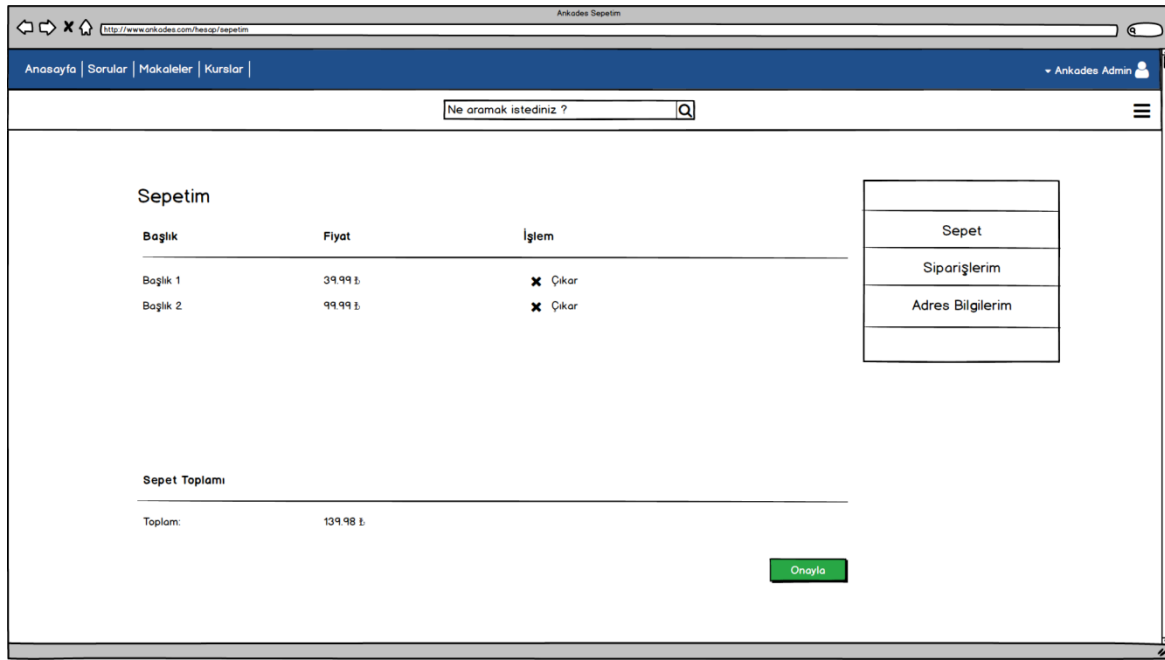 Ankades Sepetim
http://www.ankades.com/hesap/sepetim
Anasayfa | Sorular | Makaleler | Kurslar |
Ankades Admin
Ne aramak istediniz ?
Sepetim
Başlık Fiyat İşlem
Başlık 1 39.99 ₺ Çıkar
Başlık 2 99.99 ₺ Çıkar
Sepet
Siparişlerim
Adres Bilgilerim
Sepet Toplamı
Toplam: 139.98 ₺
Onayla